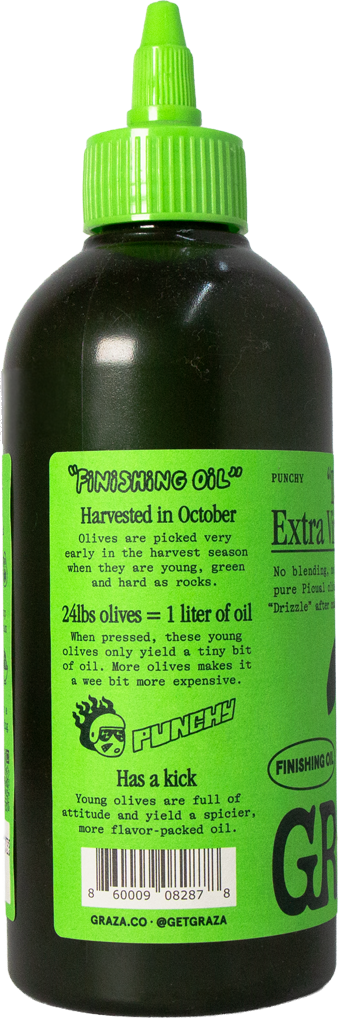 "FiNiSHiNG OiL"
Harvested in October
Olives are picked very
early in the harvest season
when they are young, green
and hard as rocks.
24lbs olives = 1 liter of oil
When pressed, these young
olives only yield a tiny bit
of oil. More olives makes it
a wee bit more expensive.
PUNCHY
Has a kick
Young olives are full of
attitude and yield a spicier,
more flavor-packed oil.
8 60009 08287 8
GRAZA.CO · @GETGRAZA
PUNCHY
Extra
No blending,
pure Picual
"Drizzle" after
FINISHING OIL